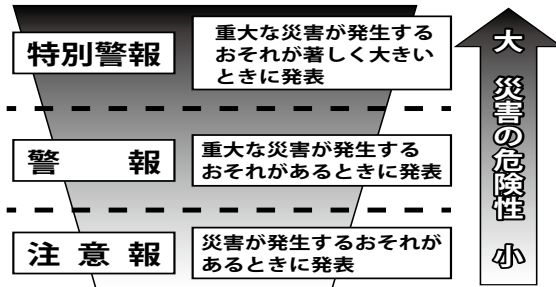 特別警報
重大な災害が発生する
おそれが著しく大きい
ときに発表
警報
重大な災害が発生する
おそれがあるときに発表
注意報
災害が発生するおそれが
あるときに発表
大 災害の危険性 小